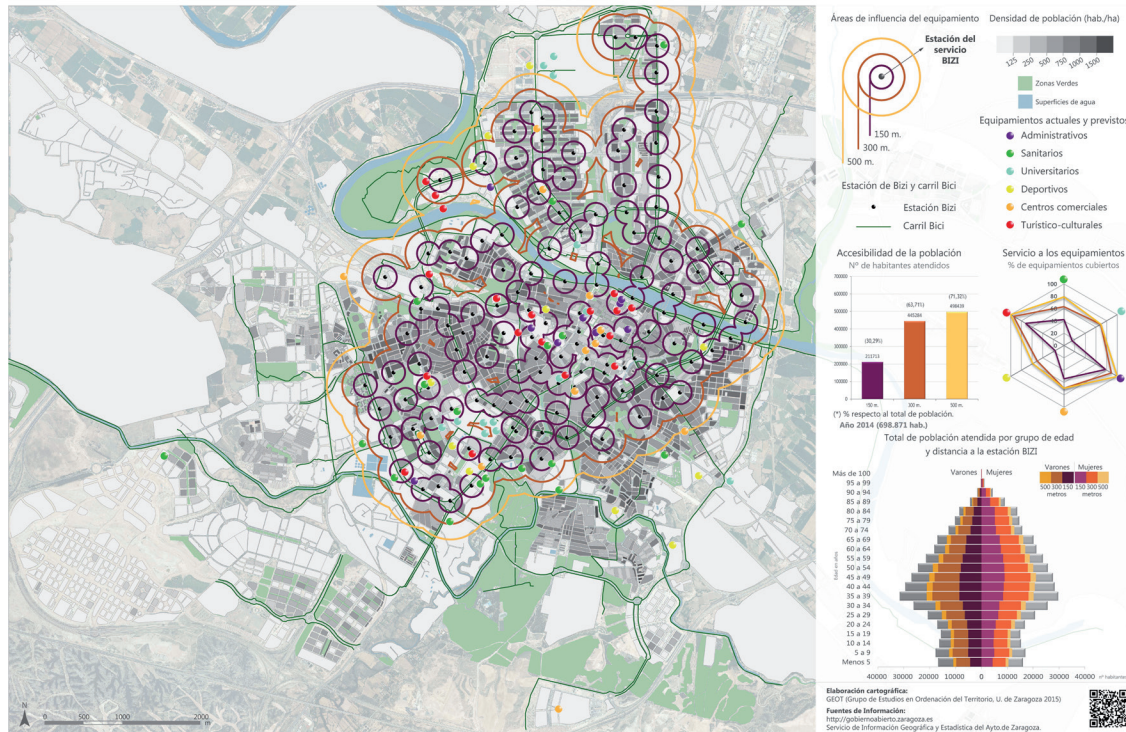 Áreas de influencia del equipamiento
Estación del
servicio
BIZI
150 m.
300 m.
500 m.
Densidad de población (hab./ha)
125 250 500 750 1000 1500
Zonas Verdes
Superficies de agua
Equipamientos actuales y previstos
Administrativos
Sanitarios
Universitarios
Deportivos
Centros comerciales
Turístico-culturales
Estación de Bizi y carril Bici
Estación Bizi
Carril Bici
Accesibilidad de la población
Nº de habitantes atendidos
700000
600000
500000
400000
300000
200000
100000
0
(30,29%)
211713
(63,71%)
445284
(71,32%)
498439
150 m.
300 m.
500 m.
(*) % respecto al total de población.
Año 2014 (698.871 hab.)
Servicio a los equipamientos
% de equipamientos cubiertos
100
80
60
40
20
0
Total de población atendida por grupo de edad
y distancia a la estación BIZI
Varones Mujeres
Varones Mujeres
500 300 150 150 300 500
metros metros
Edad en años
Más de 100
95 a 99
90 a 94
85 a 89
80 a 84
75 a 79
70 a 74
65 a 69
60 a 64
55 a 59
50 a 54
45 a 49
40 a 44
35 a 39
30 a 34
25 a 29
20 a 24
15 a 19
10 a 14
5 a 9
Menos 5
40000 30000 20000 10000 0 10000 20000 30000 40000 nº habitantes
Elaboración cartográfica:
GEOT (Grupo de Estudios en Ordenación del Territorio, U. de Zaragoza 2015)
Fuentes de Información:
http://gobiernoabierto.zaragoza.es
Servicio de Información Geográfica y Estadística del Ayto.de Zaragoza.
N
0 500 1000 2000 m